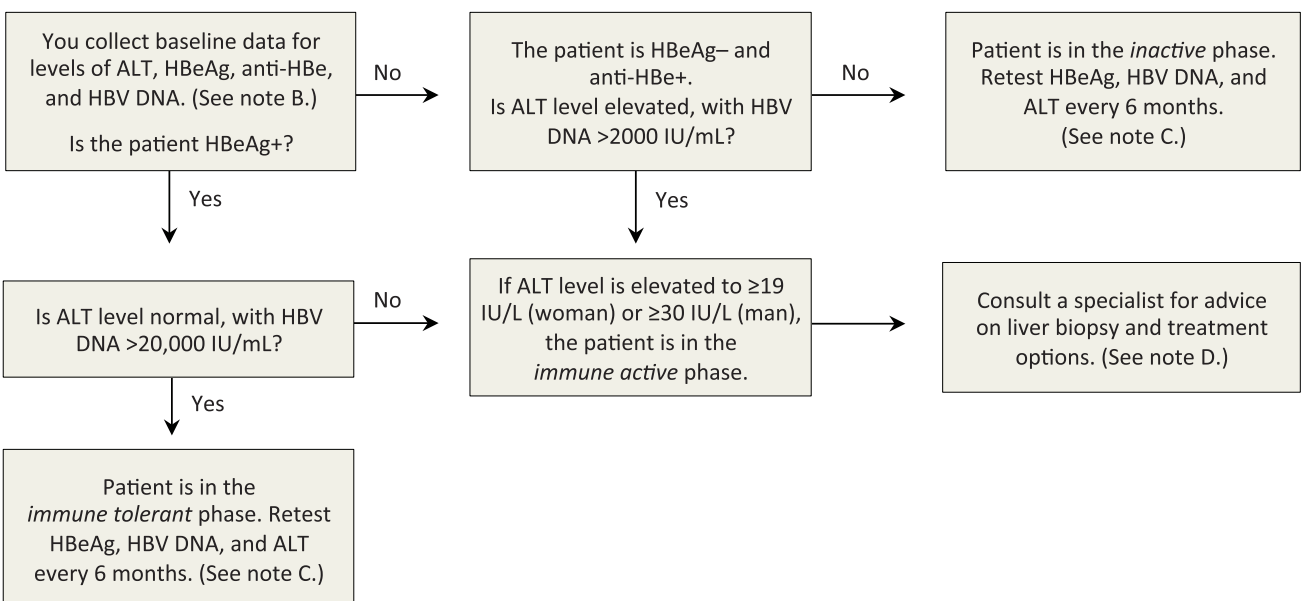 You collect baseline data for
levels of ALT, HBeAg, anti-HBe,
and HBV DNA. (See note B.)
Is the patient HBeAg+?
No
The patient is HBeAg– and
anti-HBe+.
Is ALT level elevated, with HBV
DNA >2000 IU/mL?
No
Patient is in the inactive phase.
Retest HBeAg, HBV DNA, and
ALT every 6 months.
(See note C.)
Yes
Yes
Is ALT level normal, with HBV
DNA >20,000 IU/mL?
No
If ALT level is elevated to ≥19
IU/L (woman) or ≥30 IU/L (man),
the patient is in the
immune active phase.
Consult a specialist for advice
on liver biopsy and treatment
options. (See note D.)
Yes
Patient is in the
immune tolerant phase. Retest
HBeAg, HBV DNA, and ALT
every 6 months. (See note C.)